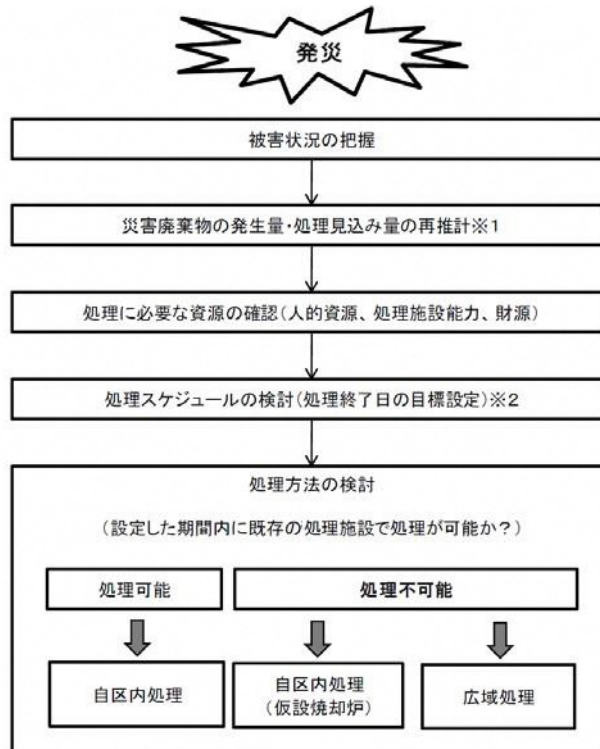 発災
被害状況の把握
災害廃棄物の発生量・処理見込み量の再推計※1
処理に必要な資源の確認(人的資源、処理施設能力、財源)
処理スケジュールの検討(処理終了日の目標設定)※2
処理方法の検討
(設定した期間内に既存の処理施設で処理が可能か?)
処理可能
処理不可能
自区内処理
自区内処理
(仮設焼却炉)
広域処理